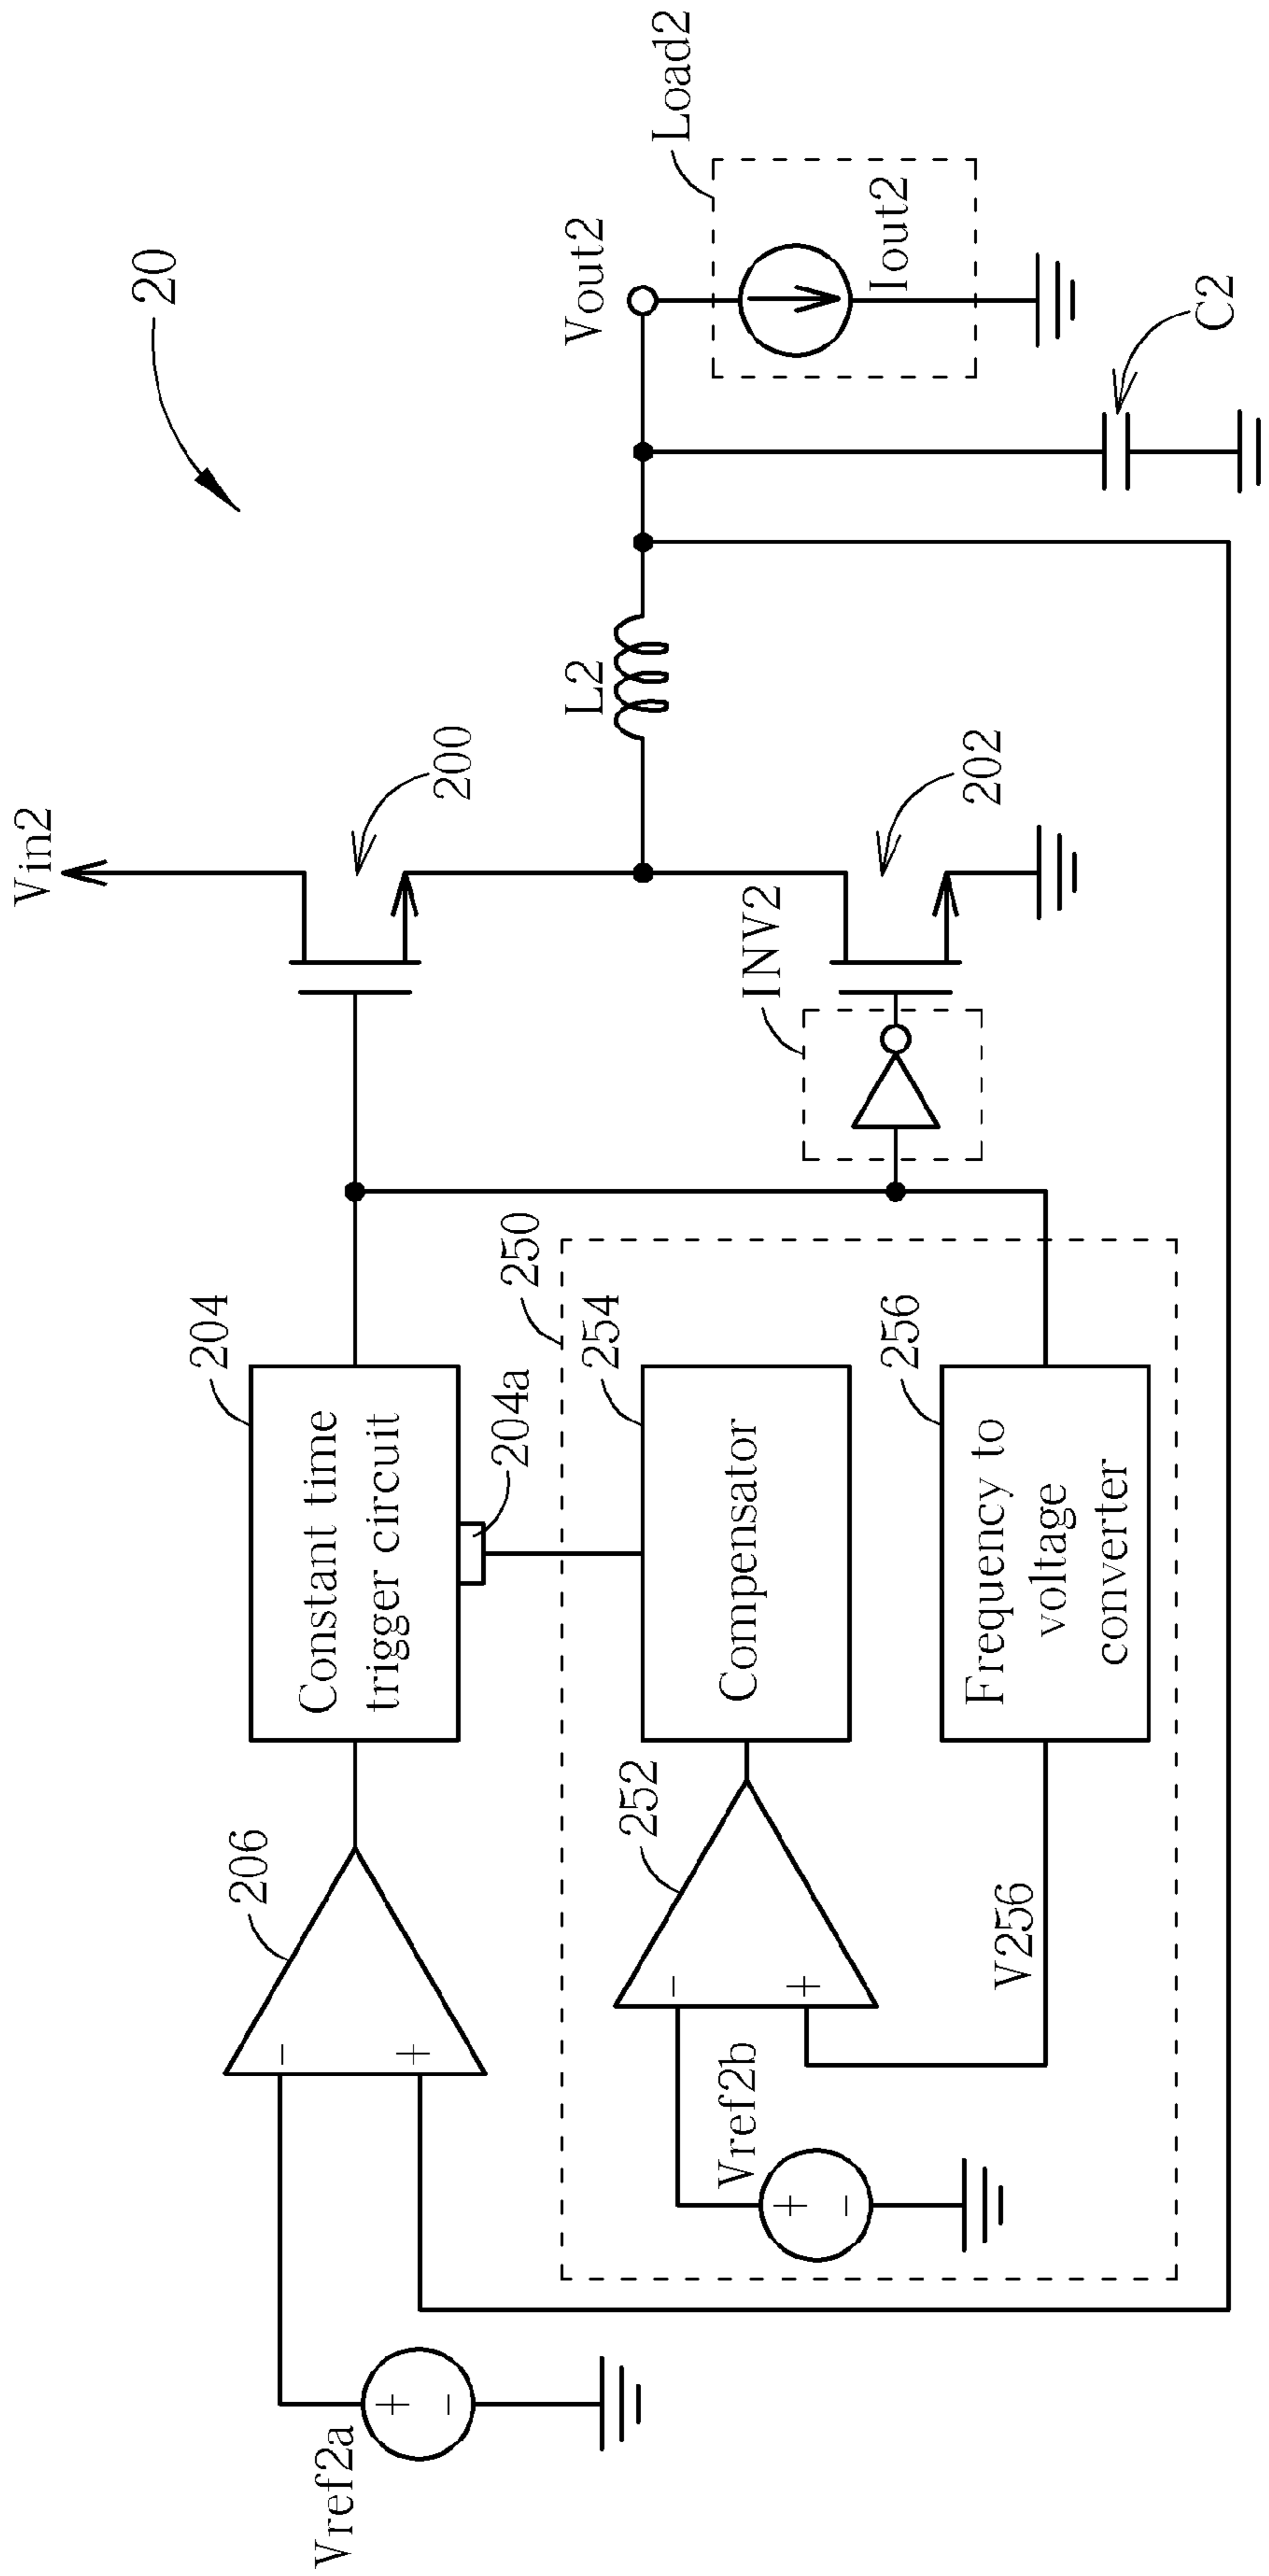 20
Vin2
Vref2a
206
−
+
+
−
204
Constant time
trigger circuit
204a
200
L2
Vout2
Load2
Iout2
C2
250
252
−
+
Vref2b
+
−
254
Compensator
256
Frequency to
voltage
converter
V256
INV2
202